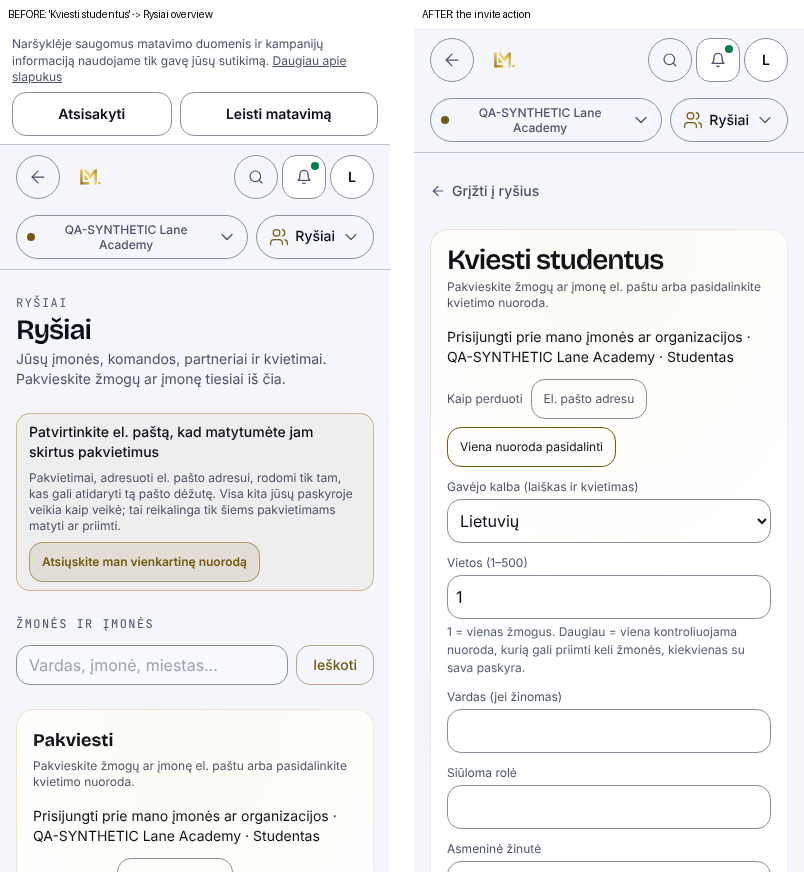 BEFORE: 'Kviesti studentus' -> Rysiai overview
Naršyklėje saugomus matavimo duomenis ir kampanijų
informaciją naudojame tik gavę jūsų sutikimą. Daugiau apie
slapukus
Atsisakyti
Leisti matavimą
LM.
L
QA-SYNTHETIC Lane
Academy
Ryšiai
RYŠIAI
Ryšiai
Jūsų įmonės, komandos, partneriai ir kvietimai.
Pakvieskite žmogų ar įmonę tiesiai iš čia.
Patvirtinkite el. paštą, kad matytumėte jam
skirtus pakvietimus
Pakvietimai, adresuoti el. pašto adresui, rodomi tik tam,
kas gali atidaryti tą pašto dėžutę. Visa kita jūsų paskyroje
veikia kaip veikė; tai reikalinga tik šiems pakvietimams
matyti ar priimti.
Atsiųskite man vienkartinę nuorodą
ŽMONĖS IR ĮMONĖS
Vardas, įmonė, miestas...
Ieškoti
Pakviesti
Pakvieskite žmogų ar įmonę el. paštu arba pasidalinkite
kvietimo nuoroda.
Prisijungti prie mano įmonės ar organizacijos ·
QA-SYNTHETIC Lane Academy · Studentas
AFTER: the invite action
LM.
L
QA-SYNTHETIC Lane
Academy
Ryšiai
Grįžti į ryšius
Kviesti studentus
Pakvieskite žmogų ar įmonę el. paštu arba pasidalinkite
kvietimo nuoroda.
Prisijungti prie mano įmonės ar organizacijos ·
QA-SYNTHETIC Lane Academy · Studentas
Kaip perduoti
El. pašto adresu
Viena nuoroda pasidalinti
Gavėjo kalba (laiškas ir kvietimas)
Lietuvių
Vietos (1–500)
1
1 = vienas žmogus. Daugiau = viena kontroliuojama
nuoroda, kurią gali priimti keli žmonės, kiekvienas su
sava paskyra.
Vardas (jei žinomas)
Siūloma rolė
Asmeninė žinutė